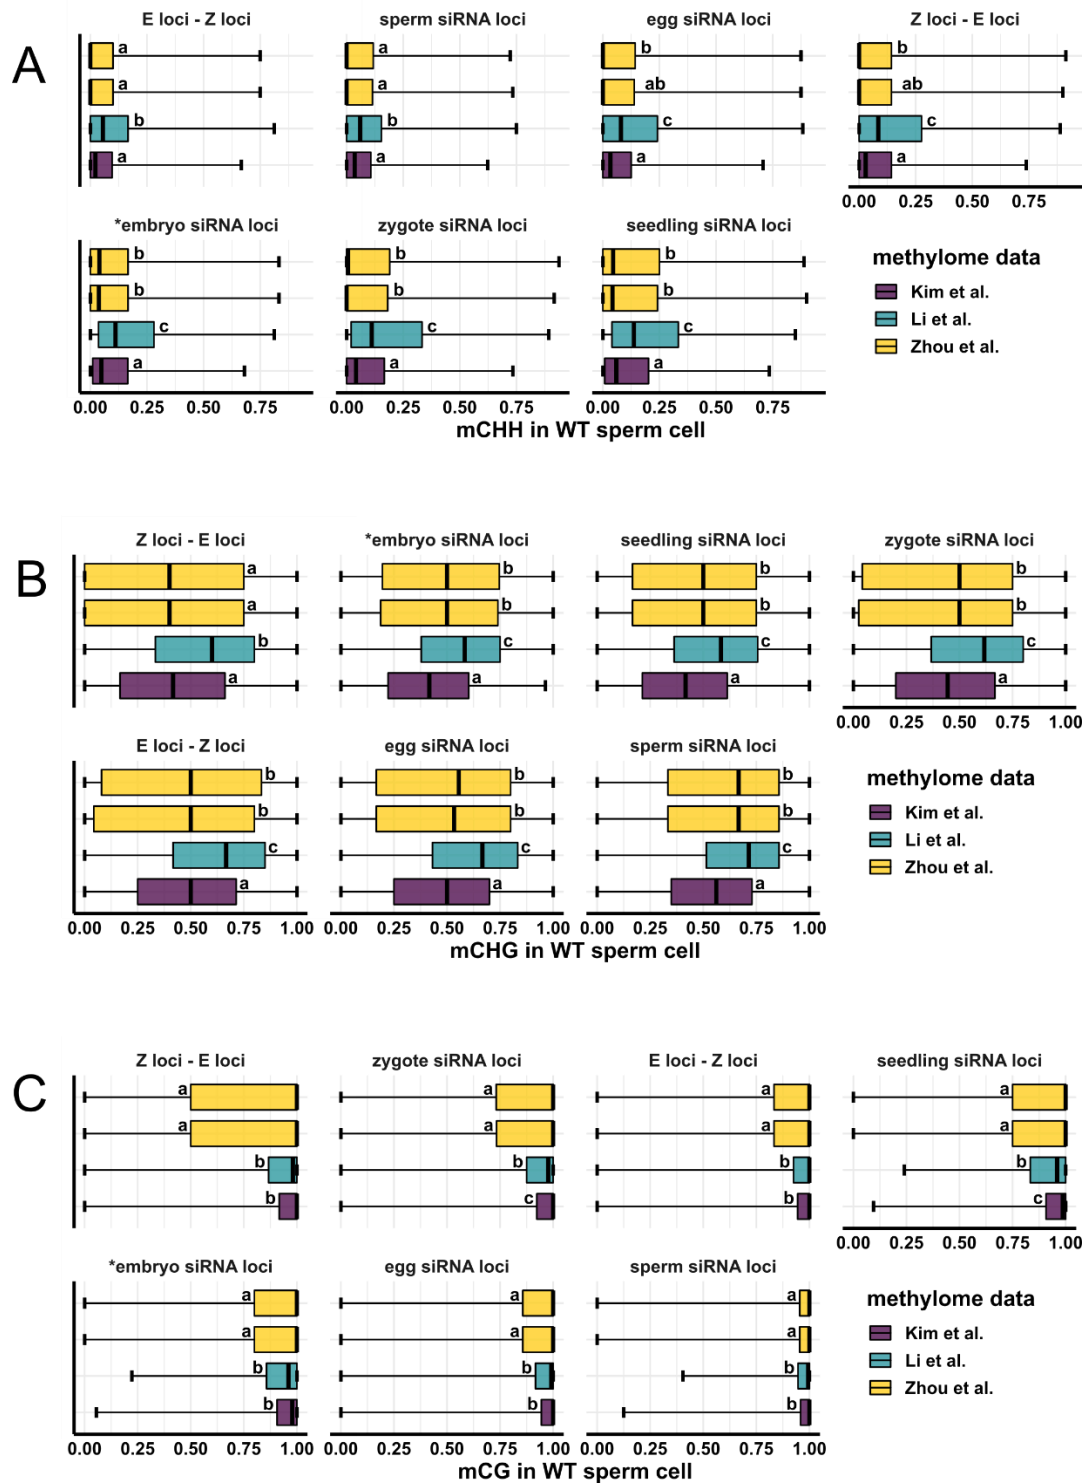 A
E loci - Z loci
sperm siRNA loci
egg siRNA loci
Z loci - E loci
a
a
b
a
a
a
b
a
b
ab
c
a
b
ab
c
a
0.00 0.25 0.50 0.75
*embryo siRNA loci
zygote siRNA loci
seedling siRNA loci
b
b
c
a
b
b
c
a
b
b
c
a
0.00 0.25 0.50 0.75
0.00 0.25 0.50 0.75
0.00 0.25 0.50 0.75
mCHH in WT sperm cell
methylome data
Kim et al.
Li et al.
Zhou et al.
B
Z loci - E loci
*embryo siRNA loci
seedling siRNA loci
zygote siRNA loci
a
a
b
a
b
b
c
a
b
b
c
a
b
b
c
a
0.00 0.25 0.50 0.75 1.00
E loci - Z loci
egg siRNA loci
sperm siRNA loci
b
b
c
a
b
b
c
a
b
b
c
a
0.00 0.25 0.50 0.75 1.00
0.00 0.25 0.50 0.75 1.00
0.00 0.25 0.50 0.75 1.00
mCHG in WT sperm cell
methylome data
Kim et al.
Li et al.
Zhou et al.
C
Z loci - E loci
zygote siRNA loci
E loci - Z loci
seedling siRNA loci
a
a
b
b
a
a
b
c
a
a
b
b
a
a
b
c
0.00 0.25 0.50 0.75 1.00
*embryo siRNA loci
egg siRNA loci
sperm siRNA loci
a
a
b
b
a
a
b
b
a
a
b
b
0.00 0.25 0.50 0.75 1.00
0.00 0.25 0.50 0.75 1.00
0.00 0.25 0.50 0.75 1.00
mCG in WT sperm cell
methylome data
Kim et al.
Li et al.
Zhou et al.